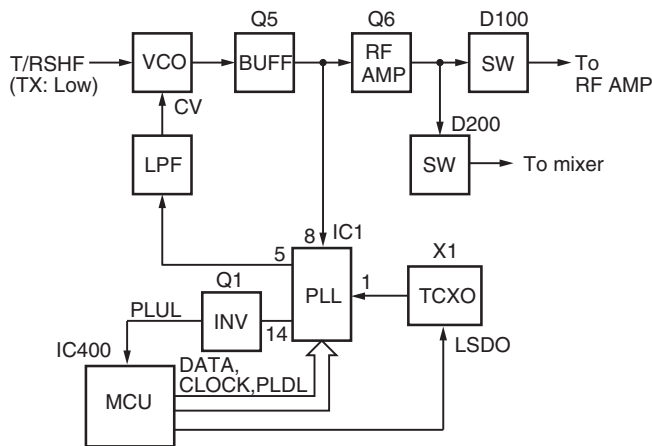 Q5
Q6
D100
T/RSHF
(TX: Low)
VCO
BUFF
RF
AMP
SW
To
RF AMP
CV
D200
LPF
SW
To mixer
8
IC1
5
X1
Q1
PLL
1
TCXO
PLUL
INV
14
IC400
LSDO
DATA,
CLOCK,PLDL
MCU